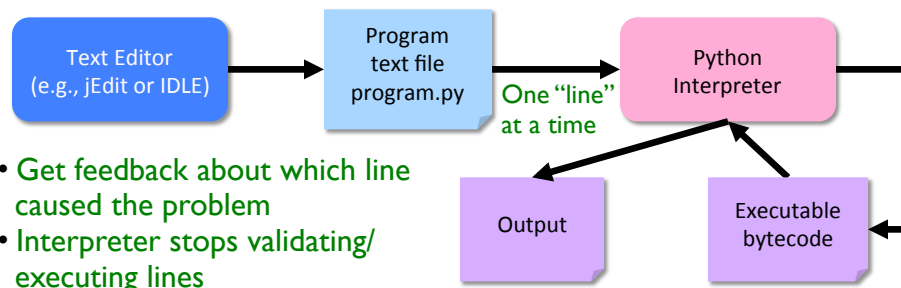 Text Editor
(e.g., jEdit or IDLE)
Program
text file
program.py
One “line”
at a time
Python
Interpreter
• Get feedback about which line
caused the problem
• Interpreter stops validating/
executing lines
Output
Executable
bytecode